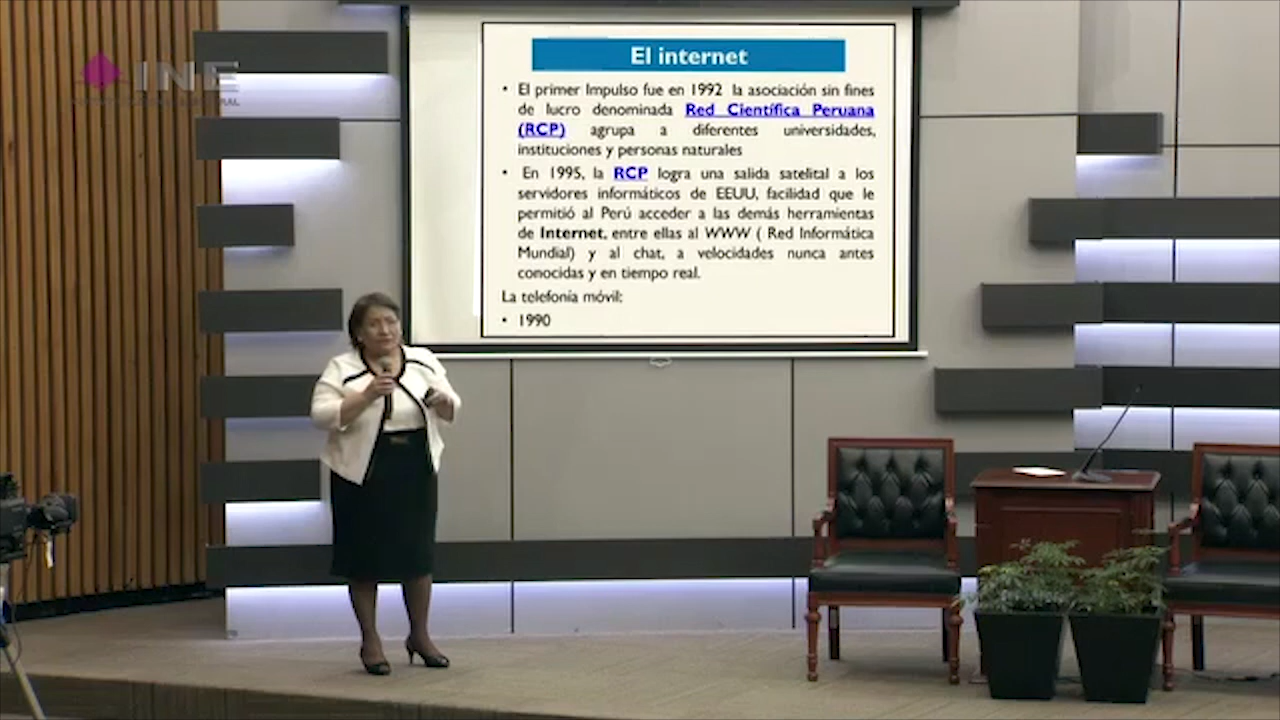 INE
El internet
• El primer Impulso fue en 1992 la asociación sin fines
de lucro denominada Red Científica Peruana
(RCP) agrupa a diferentes universidades,
instituciones y personas naturales
• En 1995, la RCP logra una salida satelital a los
servidores informáticos de EEUU, facilidad que le
permitió al Perú acceder a las demás herramientas
de Internet, entre ellas al WWW ( Red Informática
Mundial) y al chat, a velocidades nunca antes
conocidas y en tiempo real.
La telefonía móvil:
• 1990